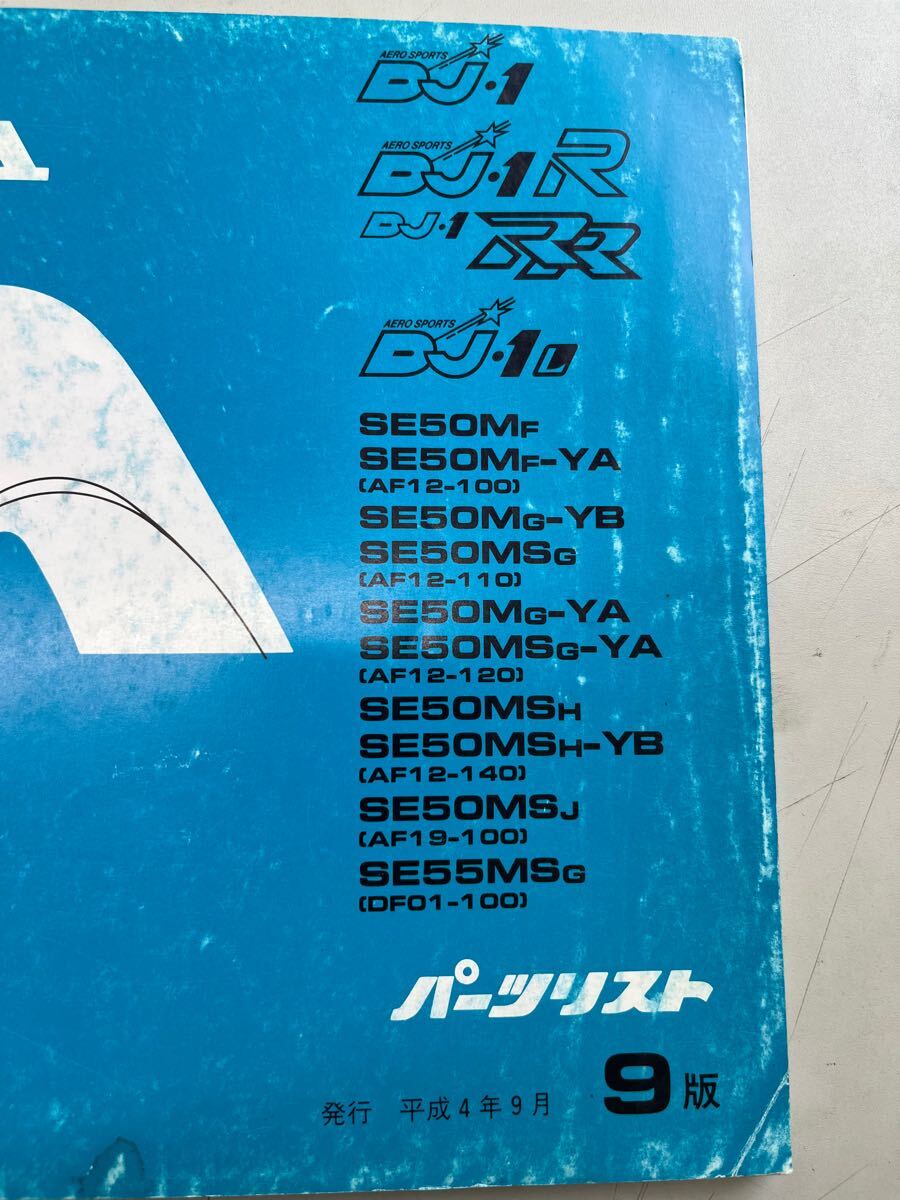 A
AERO SPORTS
DJ·1
AERO SPORTS
DJ·1R
DJ·1RR
AERO SPORTS
DJ·1L
SE50MF
SE50MF-YA
(AF12-100)
SE50MG-YB
SE50MSG
(AF12-110)
SE50MG-YA
SE50MSG-YA
(AF12-120)
SE50MSH
SE50MSH-YB
(AF12-140)
SE50MSJ
(AF19-100)
SE55MSG
(DF01-100)
パーツリスト
発行 平成4年9月 9版